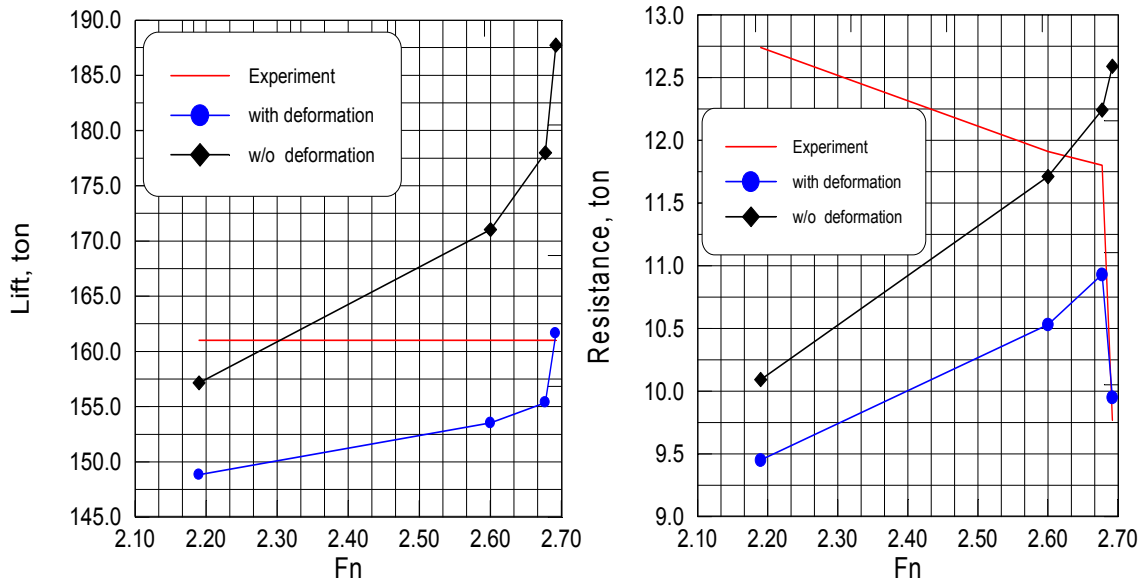 190.0
185.0
180.0
175.0
170.0
165.0
160.0
155.0
150.0
145.0
Lift, ton
Experiment
with deformation
w/o deformation
2.10 2.20 2.30 2.40 2.50 2.60 2.70
Fn
13.0
12.5
12.0
11.5
11.0
10.5
10.0
9.5
9.0
Resistance, ton
Experiment
with deformation
w/o deformation
2.10 2.20 2.30 2.40 2.50 2.60 2.70
Fn